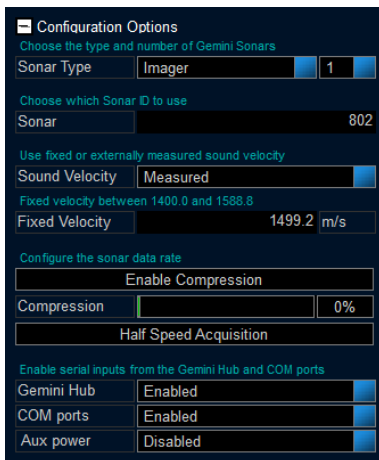 Configuration Options
Choose the type and number of Gemini Sonars
Sonar Type Imager 1
Choose which Sonar ID to use
Sonar 802
Use fixed or externally measured sound velocity
Sound Velocity Measured
Fixed velocity between 1400.0 and 1588.8
Fixed Velocity 1499.2 m/s
Configure the sonar data rate
Enable Compression
Compression 0%
Half Speed Acquisition
Enable serial inputs from the Gemini Hub and COM ports
Gemini Hub Enabled
COM ports Enabled
Aux power Disabled